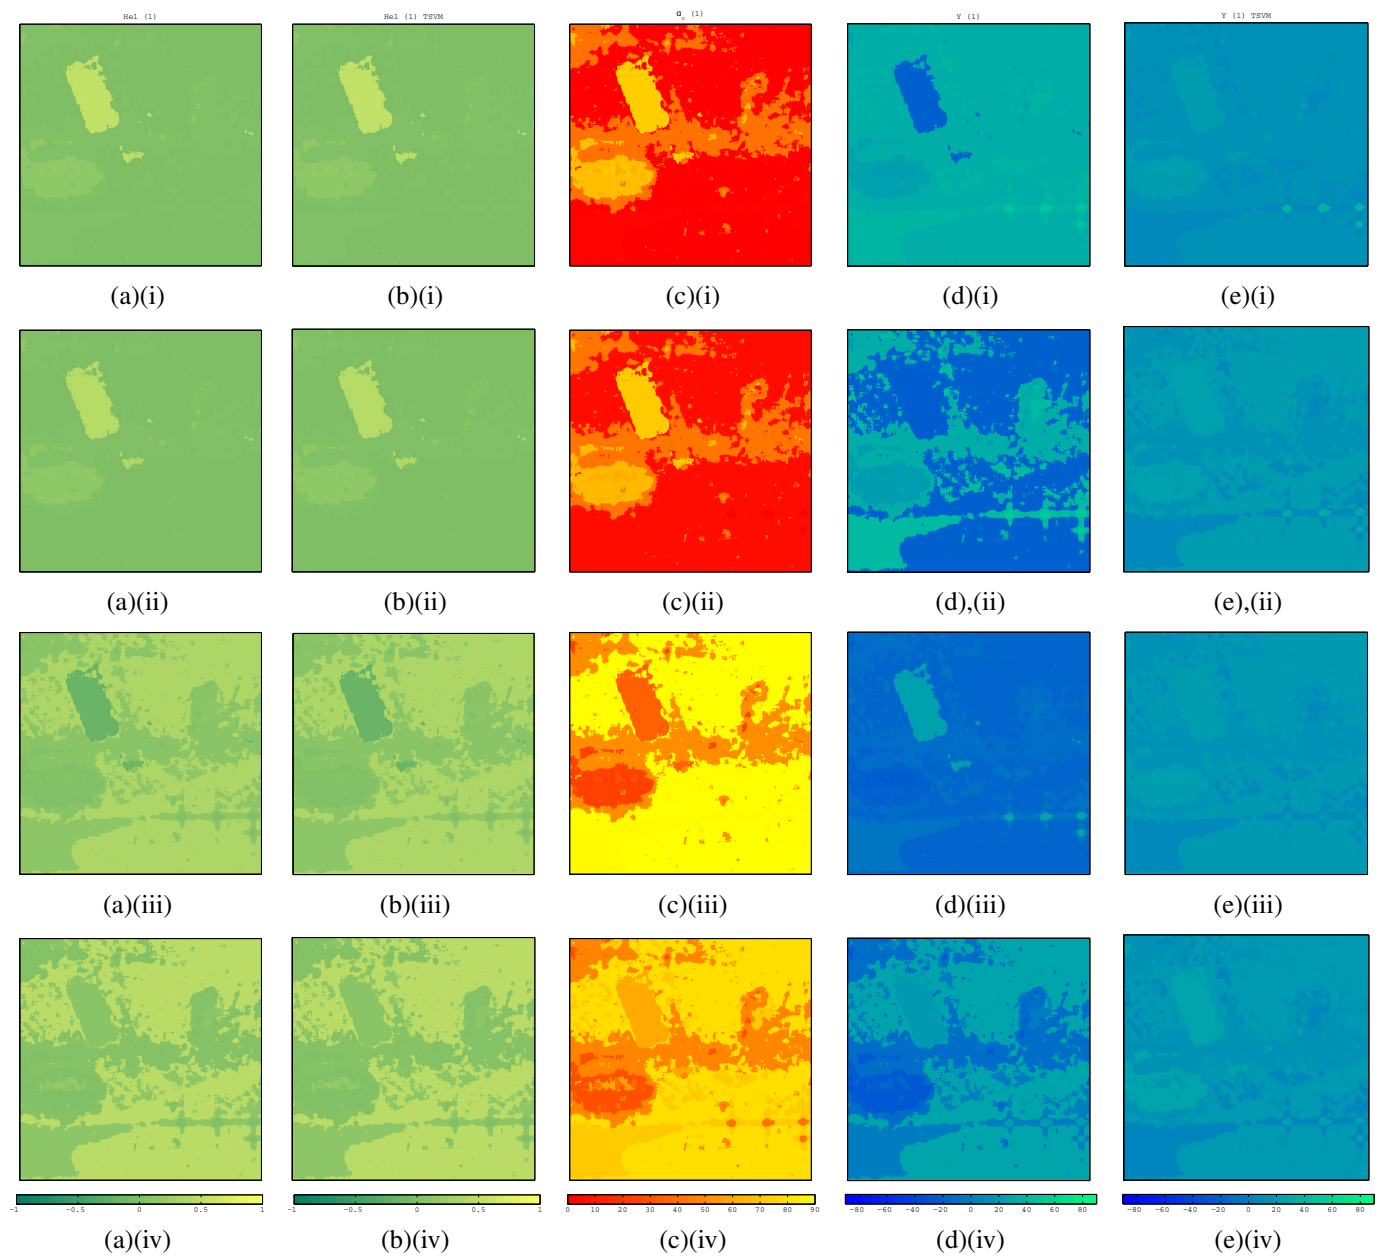 Hel (1) Hel (1) TSVM α_c (1) Y (1) Y (1) TSVM
(a)(i) (b)(i) (c)(i) (d)(i) (e)(i)
(a)(ii) (b)(ii) (c)(ii) (d),(ii) (e),(ii)
(a)(iii) (b)(iii) (c)(iii) (d)(iii) (e)(iii)
−1 −0.5 0 0.5 1 −1 −0.5 0 0.5 1 0 10 20 30 40 50 60 70 80 90 −80 −60 −40 −20 0 20 40 60 80 −80 −60 −40 −20 0 20 40 60 80
(a)(iv) (b)(iv) (c)(iv) (d)(iv) (e)(iv)